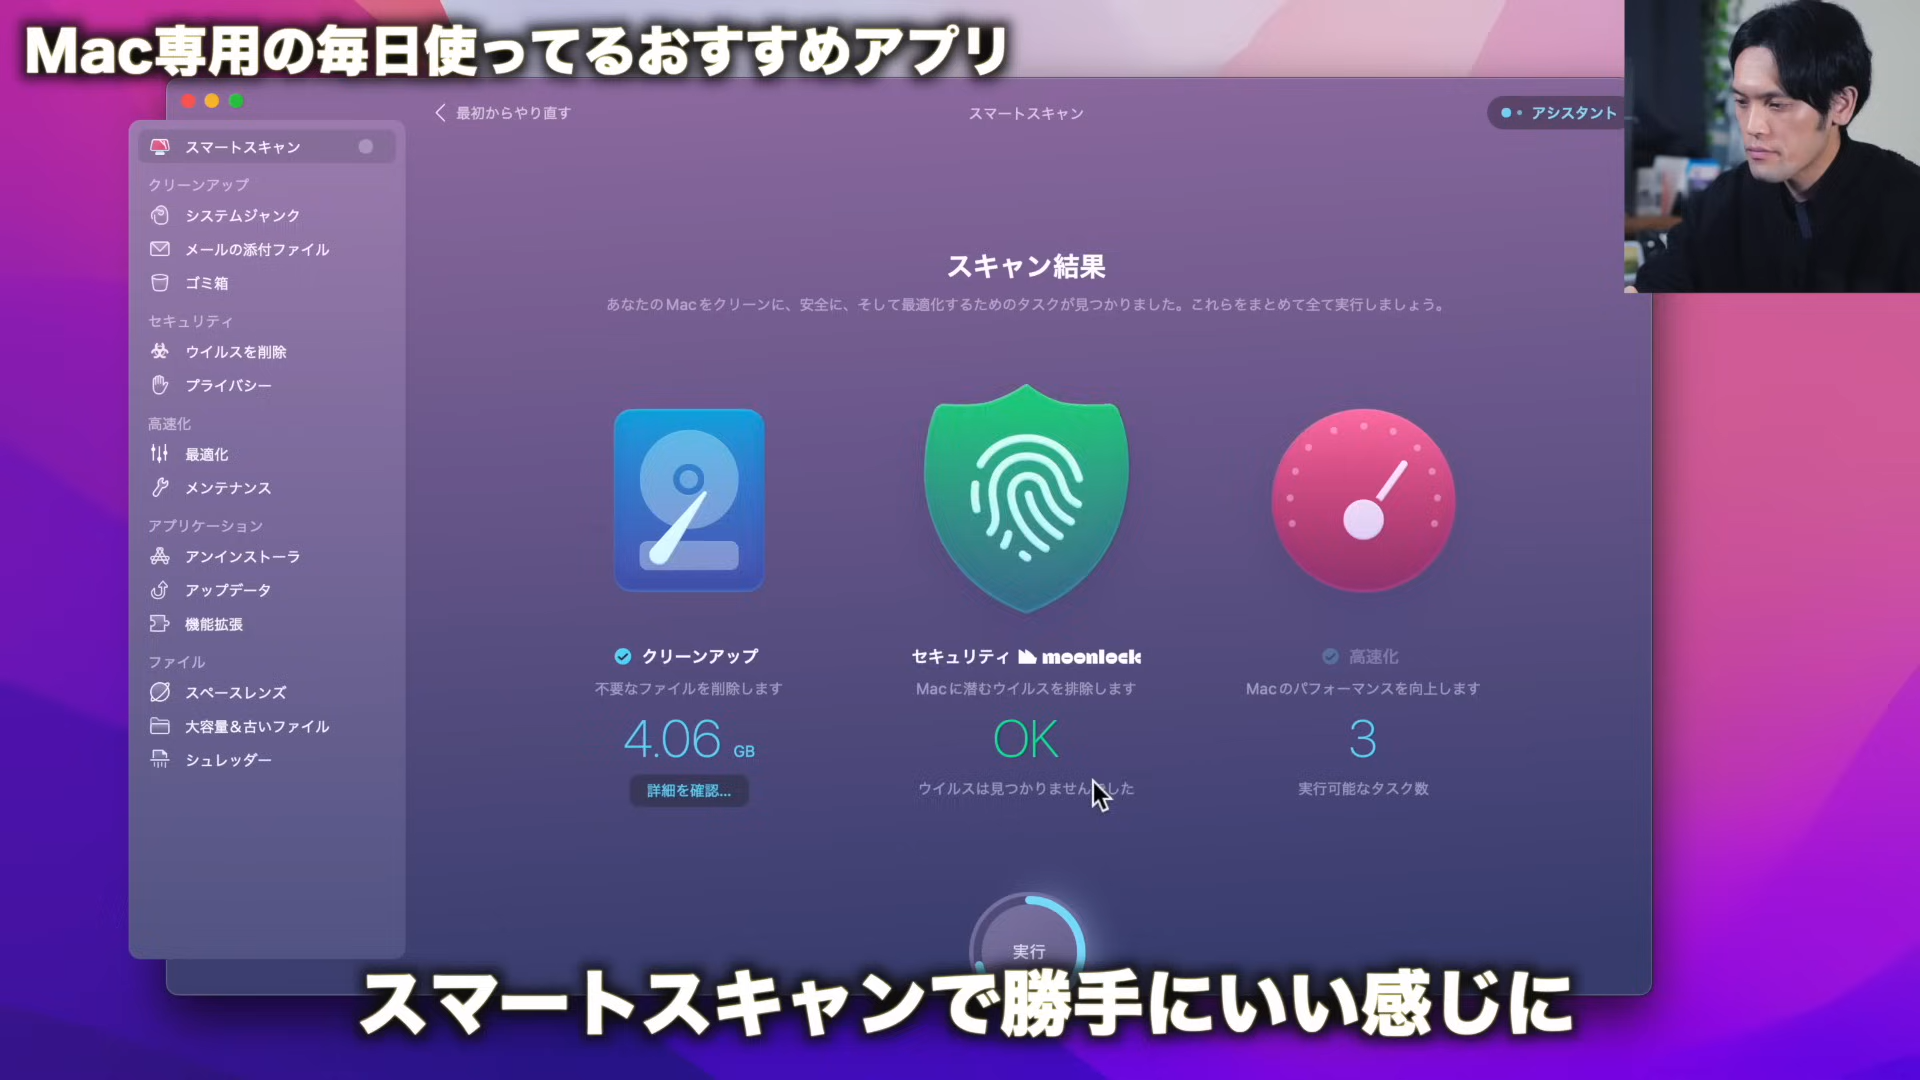 Mac専用の毎日使ってるおすすめアプリ
最初からやり直す
スマートスキャン
アシスタント
スマートスキャン
クリーンアップ
システムジャンク
メールの添付ファイル
ゴミ箱
セキュリティ
ウイルスを削除
プライバシー
高速化
最適化
メンテナンス
アプリケーション
アンインストーラ
アップデータ
機能拡張
ファイル
スペースレンズ
大容量&古いファイル
シュレッダー
スキャン結果
あなたのMacをクリーンに、安全に、そして最適化するためのタスクが見つかりました。これらをまとめて全て実行しましょう。
クリーンアップ
不要なファイルを削除します
4.06 GB
詳細を確認...
セキュリティ moonlock
Macに潜むウイルスを排除します
OK
ウイルスは見つかりませんでした
高速化
Macのパフォーマンスを向上します
3
実行可能なタスク数
実行
スマートスキャンで勝手にいい感じに